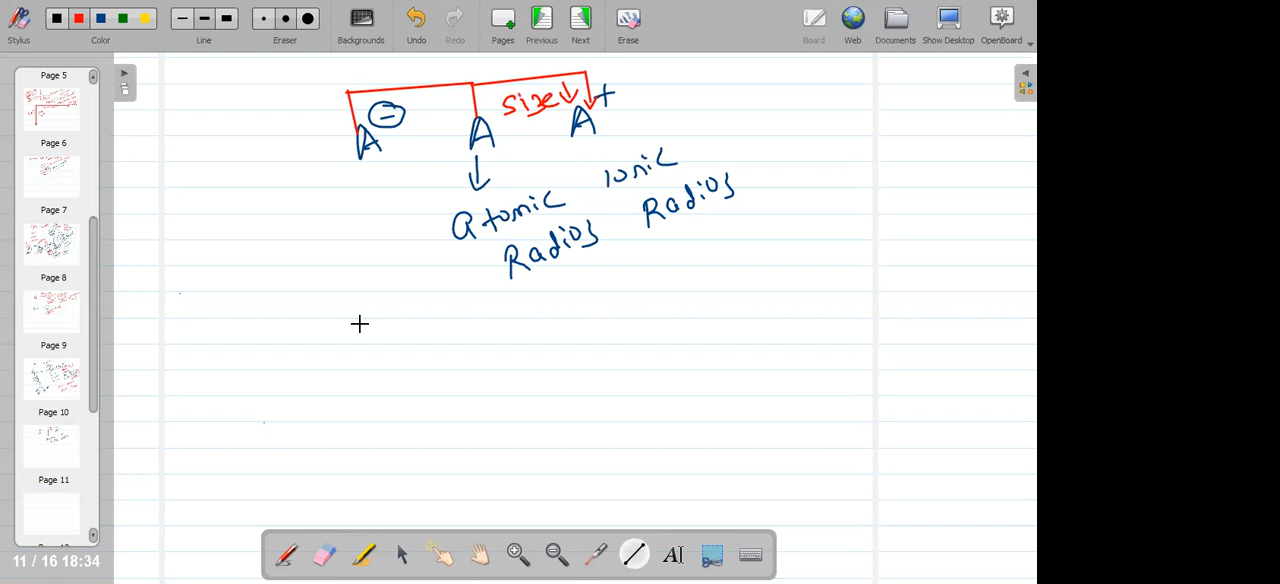 Stylus
Color
Line
Eraser
Backgrounds
Undo
Redo
Pages
Previous
Next
Erase
Board
Web
Documents
Show Desktop
OpenBoard
Page 5
Page 6
Page 7
Page 8
Page 9
Page 10
Page 11
11 / 16 18:34
A⊖ A size↓ A+
↓
Atomic Radios
Ionic Radios